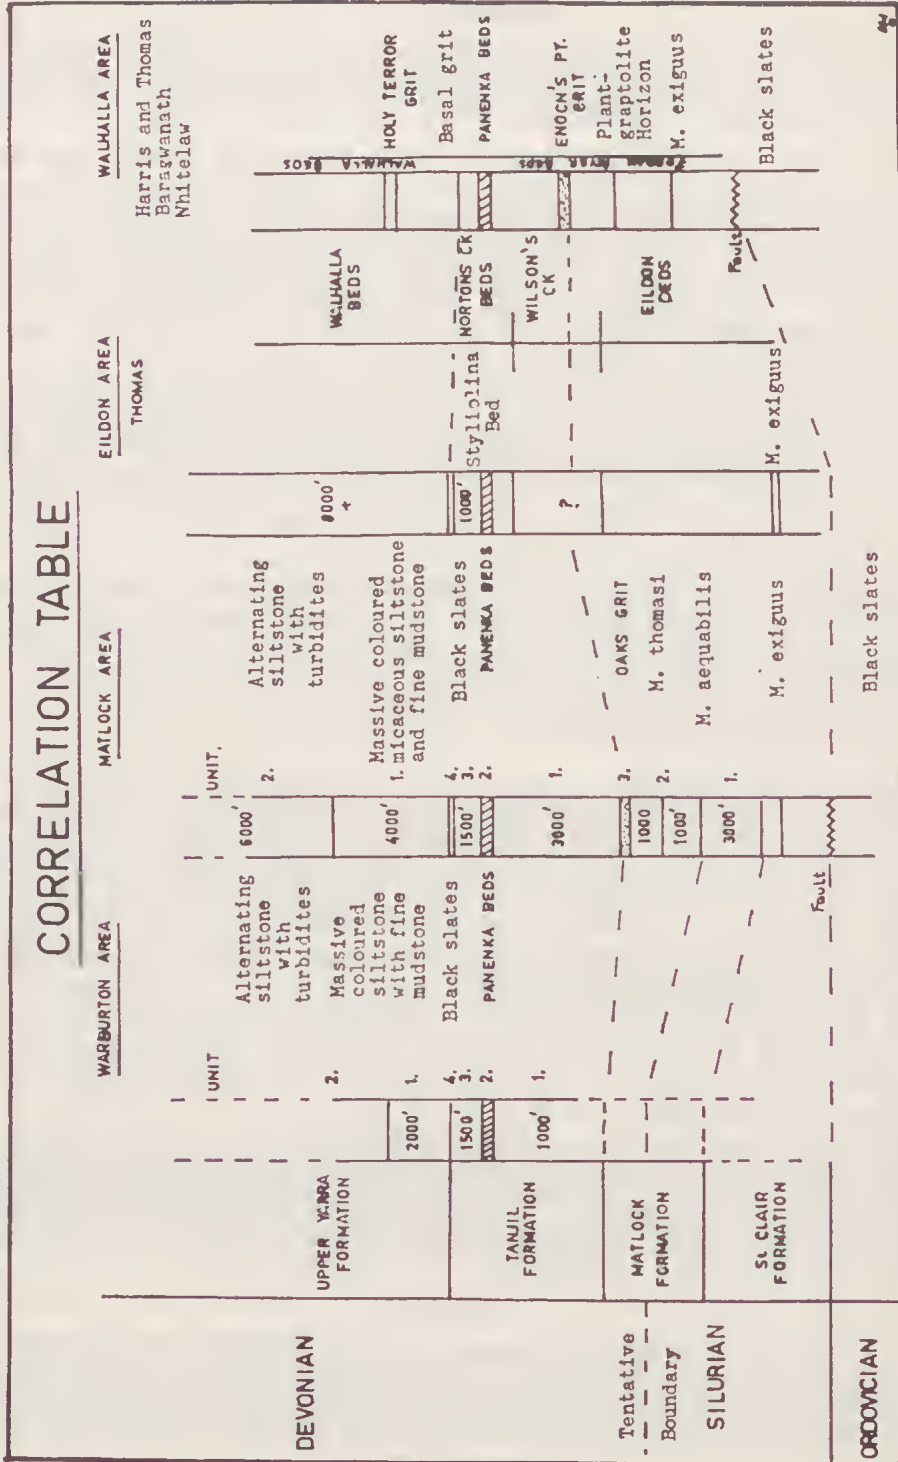 CORRELATION TABLE
WARBURTON AREA
MATLOCK AREA
EILDON AREA
THOMAS
WALHALLA AREA
Harris and Thomas
Baragwanath
Whitelaw
DEVONIAN
Tentative
Boundary
SILURIAN
ORDOVICIAN
UPPER YARRA
FORMATION
TANJIL
FORMATION
MATLOCK
FORMATION
St CLAIR
FORMATION
UNIT
2000'
1500'
1000'
2.
1.
4.
3.
2.
1.
Alternating
siltstone
with
turbidites
Massive
coloured
siltstone
with fine
mudstone
Black slates
PANENKA BEDS
Fault
6000'
4000'
1500'
3000'
1000
1000'
3000'
UNIT.
2.
1.
4.
3.
2.
1.
3.
2.
1.
Alternating
siltstone
with
turbidites
Massive coloured
micaceous siltstone
and fine mudstone
Black slates
PANENKA BEDS
OAKS GRIT
M. thomasi
M. aequabilis
M. exiguus
Black slates
8000'
+
1000'
?
Styliolina
Bed
M. exiguus
WALHALLA
BEDS
NORTONS CK
BEDS
WILSON'S
CK
EILDON
BEDS
Fault
WALHALLA
BEDS
HOLY TERROR
GRIT
Basal grit
PANENKA BEDS
ENOCH'S PT.
GRIT
Plant-
graptolite
Horizon
M. exiguus
Black slates